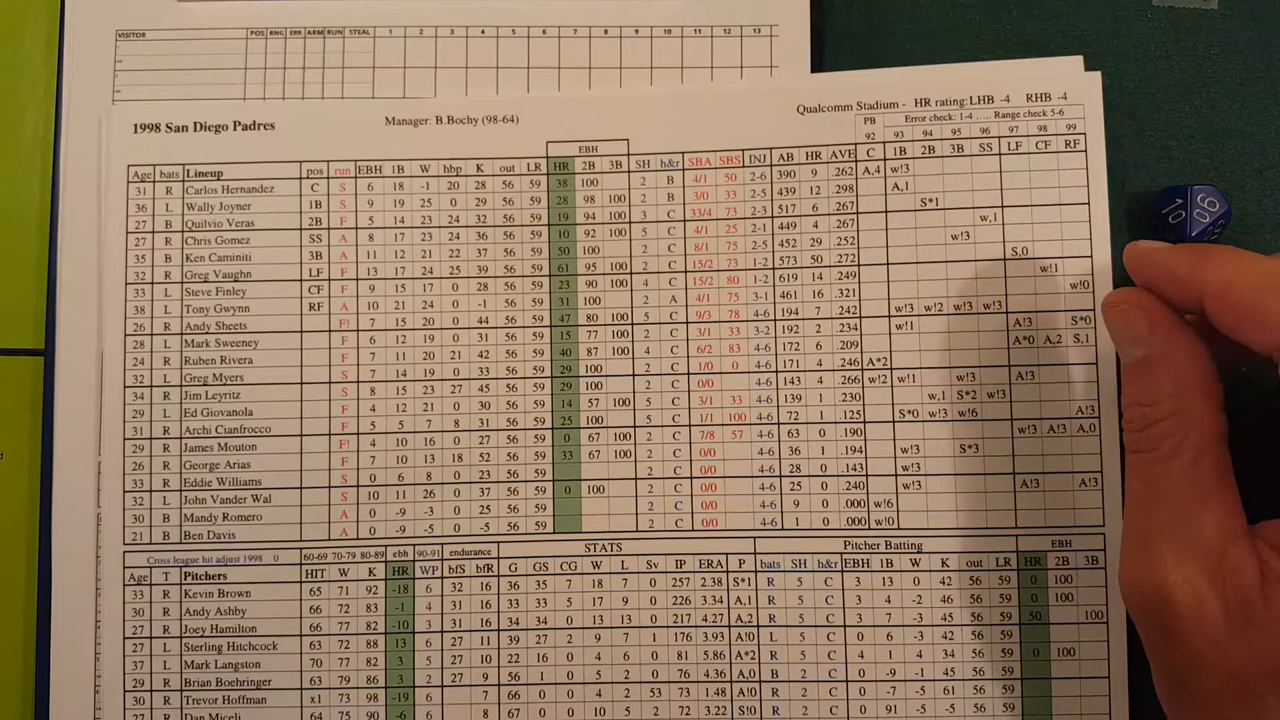 VISITOR POS RNG ERR ARM RUN STEAL 1 2 3 4 5 6 7 8 9 10 11 12 13
1998 San Diego Padres Manager: B.Bochy (98-64) Qualcomm Stadium - HR rating:LHB -4 RHB -4
PB Error check: 1-4 ..... Range check 5-6
EBH 92 93 94 95 96 97 98 99
Age bats Lineup pos run EBH 1B W hbp K out LR HR 2B 3B SH h&r SBA SBS INJ AB HR AVE C 1B 2B 3B SS LF CF RF
31 R Carlos Hernandez C S 6 18 -1 20 28 56 59 38 100 2 B 4/1 50 2-6 390 9 .262 A,4 w!3
36 L Wally Joyner 1B S 9 19 25 0 29 56 59 28 98 100 2 B 3/0 33 2-5 439 12 .298 A,1
27 B Quilvio Veras 2B F 5 14 23 24 32 56 59 19 94 100 3 C 33/4 73 2-3 517 6 .267 S*1
27 R Chris Gomez SS A 8 17 23 24 36 56 59 10 92 100 5 C 4/1 25 2-1 449 4 .267 w,1
35 B Ken Caminiti 3B A 11 12 21 22 37 56 59 50 100 2 C 8/1 75 2-5 452 29 .252 w!3
32 R Greg Vaughn LF F 13 17 24 25 39 56 59 61 95 100 2 C 15/2 73 1-2 573 50 .272 S,0
33 L Steve Finley CF F 9 15 17 0 28 56 59 23 90 100 4 C 15/2 80 1-2 619 14 .249 w!1
38 L Tony Gwynn RF A 10 21 24 0 -1 56 59 31 100 2 A 4/1 75 3-1 461 16 .321 w!0
26 R Andy Sheets F! 7 15 20 0 44 56 59 47 80 100 5 C 9/3 78 4-6 194 7 .242 w!3 w!2 w!3 w!3
28 L Mark Sweeney F 6 12 19 0 31 56 59 15 77 100 2 C 3/1 33 3-2 192 2 .234 w!1 A!3 S*0
24 R Ruben Rivera F 7 11 20 21 42 56 59 40 87 100 4 C 6/2 83 4-6 172 6 .209 A*0 A,2 S,1
32 L Greg Myers S 7 14 19 0 33 56 59 29 100 2 C 1/0 0 4-6 171 4 .246 A*2
34 R Jim Leyritz S 8 15 23 27 45 56 59 29 100 2 C 0/0 4-6 143 4 .266 w!2 w!1 w!3 A!3
29 L Ed Giovanola F 4 12 21 0 30 56 59 14 57 100 5 C 3/1 33 4-6 139 1 .230 w,1 S*2 w!3
31 R Archi Cianfrocco F 5 5 7 8 31 56 59 25 100 5 C 1/1 100 4-6 72 1 .125 S*0 w!3 w!6 A!3
29 R James Mouton F! 4 10 16 0 27 56 59 0 67 100 2 C 7/8 57 4-6 63 0 .190 w!3 A!3 A,0
26 R George Arias F 7 10 13 18 52 56 59 33 67 100 2 C 0/0 4-6 36 1 .194 w!3 S*3
33 R Eddie Williams S 0 6 8 0 23 56 59 2 C 0/0 4-6 28 0 .143 w!3
32 L John Vander Wal S 10 11 26 0 37 56 59 0 100 2 C 0/0 4-6 25 0 .240 w!3 A!3 A!3
30 B Mandy Romero A 0 -9 -3 0 25 56 59 2 C 0/0 4-6 9 0 .000 w!6
21 B Ben Davis A 0 -9 -5 0 -5 56 59 2 C 0/0 4-6 1 0 .000 w!0
Cross league hit adjust 1998 0 60-69 70-79 80-89 ebh 90-91 endurance STATS Pitcher Batting EBH
Age T Pitchers HIT W K HR WP bfS bfR G GS CG W L Sv IP ERA P bats SH h&r EBH 1B W K out LR HR 2B 3B
33 R Kevin Brown 65 71 92 -18 6 32 16 36 35 7 18 7 0 257 2.38 S*1 R 5 C 3 13 0 42 56 59 0 100
30 R Andy Ashby 66 72 83 -1 4 31 16 33 33 5 17 9 0 226 3.34 A,1 R 5 C 3 4 -2 46 56 59 0 100
27 R Joey Hamilton 66 77 82 -10 3 31 16 34 34 0 13 13 0 217 4.27 A,2 R 5 C 3 7 -3 45 56 59 50 100
27 L Sterling Hitchcock 63 72 88 13 6 27 11 39 27 2 9 7 1 176 3.93 A!0 L 5 C 0 6 -3 42 56 59
37 L Mark Langston 70 77 82 3 5 27 10 22 16 0 4 6 0 81 5.86 A*2 R 5 C 4 1 4 34 56 59 0 100
29 R Brian Boehringer 63 79 86 3 2 27 9 56 1 0 5 2 0 76 4.36 A,0 B 2 C 0 -9 -1 45 56 59
30 R Trevor Hoffman x1 73 98 -19 6 7 66 0 0 4 2 53 73 1.48 A!0 R 2 C 0 -7 -5 61 56 59
27 R Dan Miceli 64 75 90 -6 6 8 67 0 0 10 5 2 72 3.22 S!0 R 2 C 0 91 -5 -5 56 59
10 90